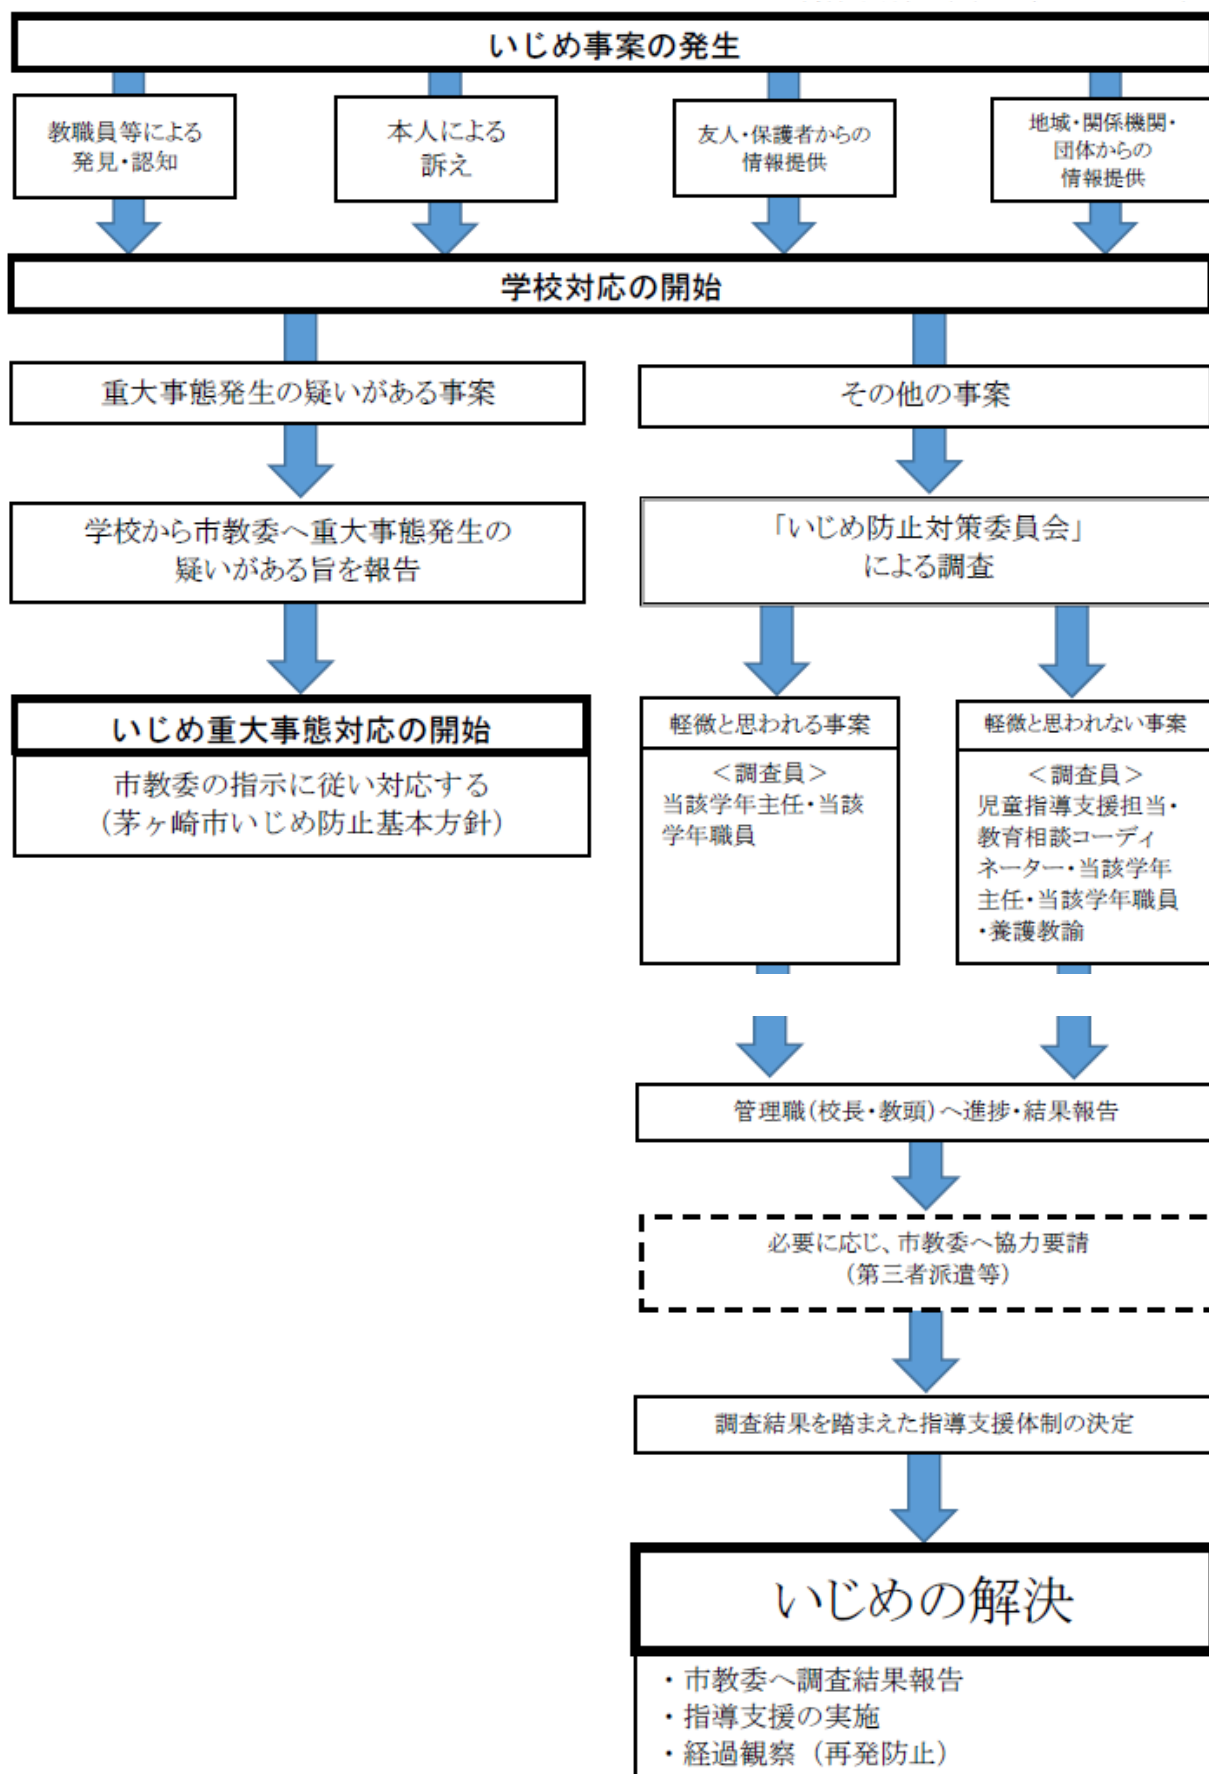 いじめ事案の発生
教職員等による
発見・認知
本人による
訴え
友人・保護者からの
情報提供
地域・関係機関・
団体からの
情報提供
学校対応の開始
重大事態発生の疑いがある事案
その他の事案
学校から市教委へ重大事態発生の
疑いがある旨を報告
「いじめ防止対策委員会」
による調査
いじめ重大事態対応の開始
市教委の指示に従い対応する
(茅ヶ崎市いじめ防止基本方針)
軽微と思われる事案
<調査員>
当該学年主任・当該
学年職員
軽微と思われない事案
<調査員>
児童指導支援担当・
教育相談コーディ
ネーター・当該学年
主任・当該学年職員
・養護教諭
管理職(校長・教頭)へ進捗・結果報告
必要に応じ、市教委へ協力要請
(第三者派遣等)
調査結果を踏まえた指導支援体制の決定
いじめの解決
・市教委へ調査結果報告
・指導支援の実施
・経過観察(再発防止)